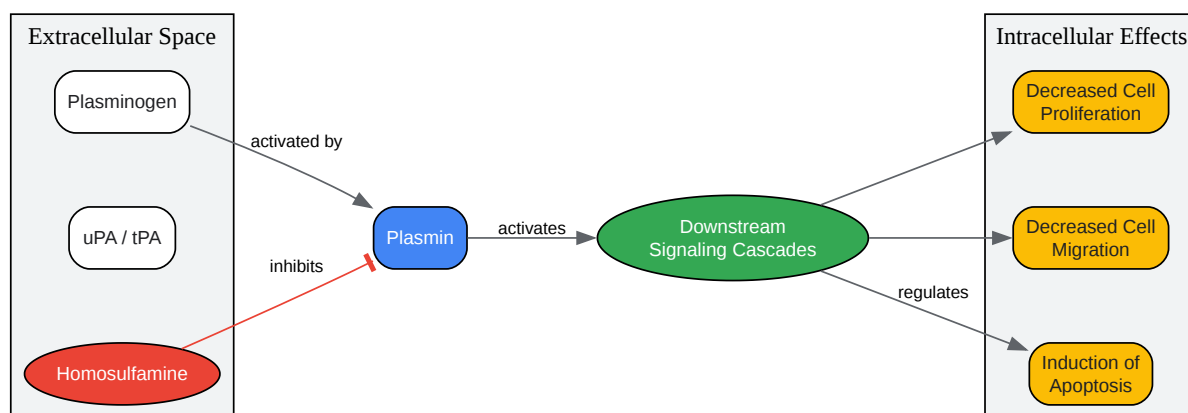 Extracellular Space
Plasminogen
uPA / tPA
Homosulfamine
activated by
inhibits
Plasmin
activates
Downstream
Signaling Cascades
regulates
Intracellular Effects
Decreased Cell
Proliferation
Decreased Cell
Migration
Induction of
Apoptosis